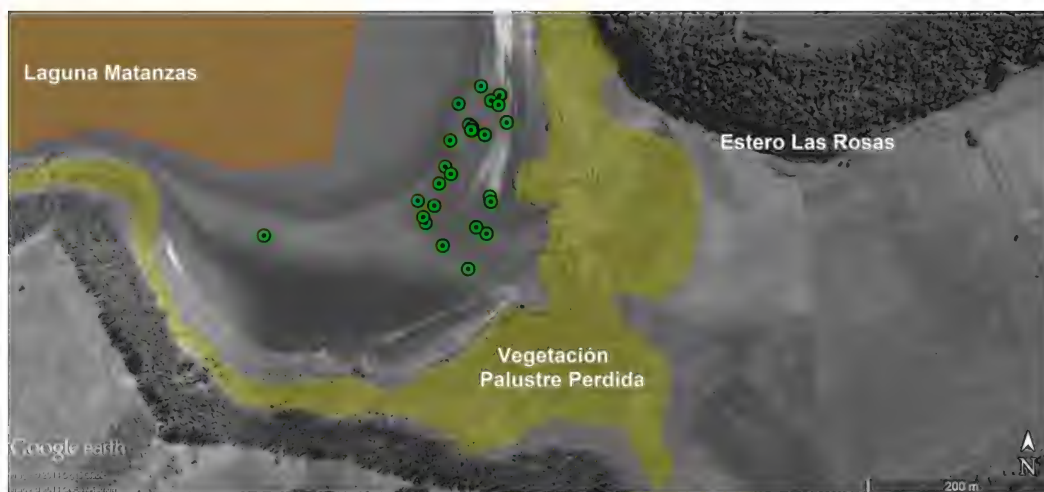 Laguna Matanzas
Estero Las Rosas
Vegetación
Palustre Perdida
Google earth
N
200 m